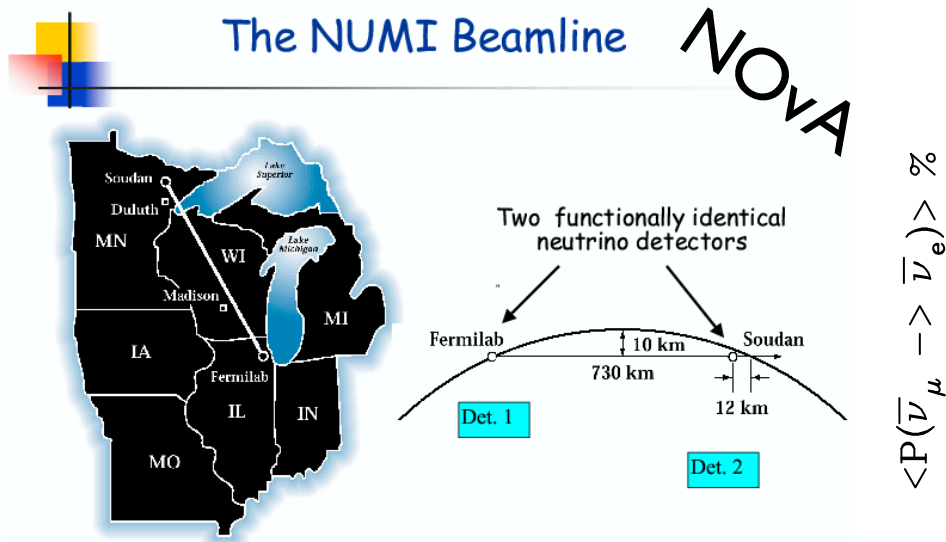 The NUMI Beamline
NOνA
Lake
Superior
Soudan
Duluth
MN
Lake
Michigan
WI
Madison
MI
IA
Fermilab
IL
IN
MO
Two functionally identical
neutrino detectors
Fermilab
Soudan
10 km
730 km
12 km
Det. 1
Det. 2
<P(ν̅μ −> ν̅e)> %